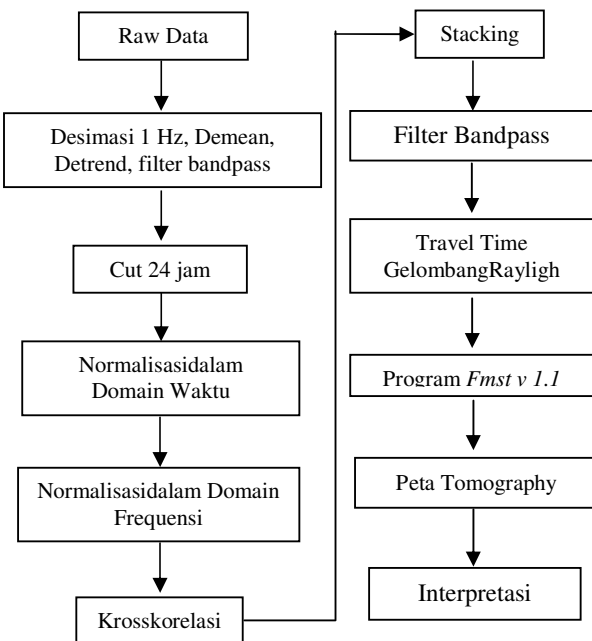 Raw Data
Desimasi 1 Hz, Demean,
Detrend, filter bandpass
Cut 24 jam
Normalisasidalam
Domain Waktu
Normalisasidalam Domain
Frequensi
Krosskorelasi
Stacking
Filter Bandpass
Travel Time
GelombangRayligh
Program Fmst v 1.1
Peta Tomography
Interpretasi